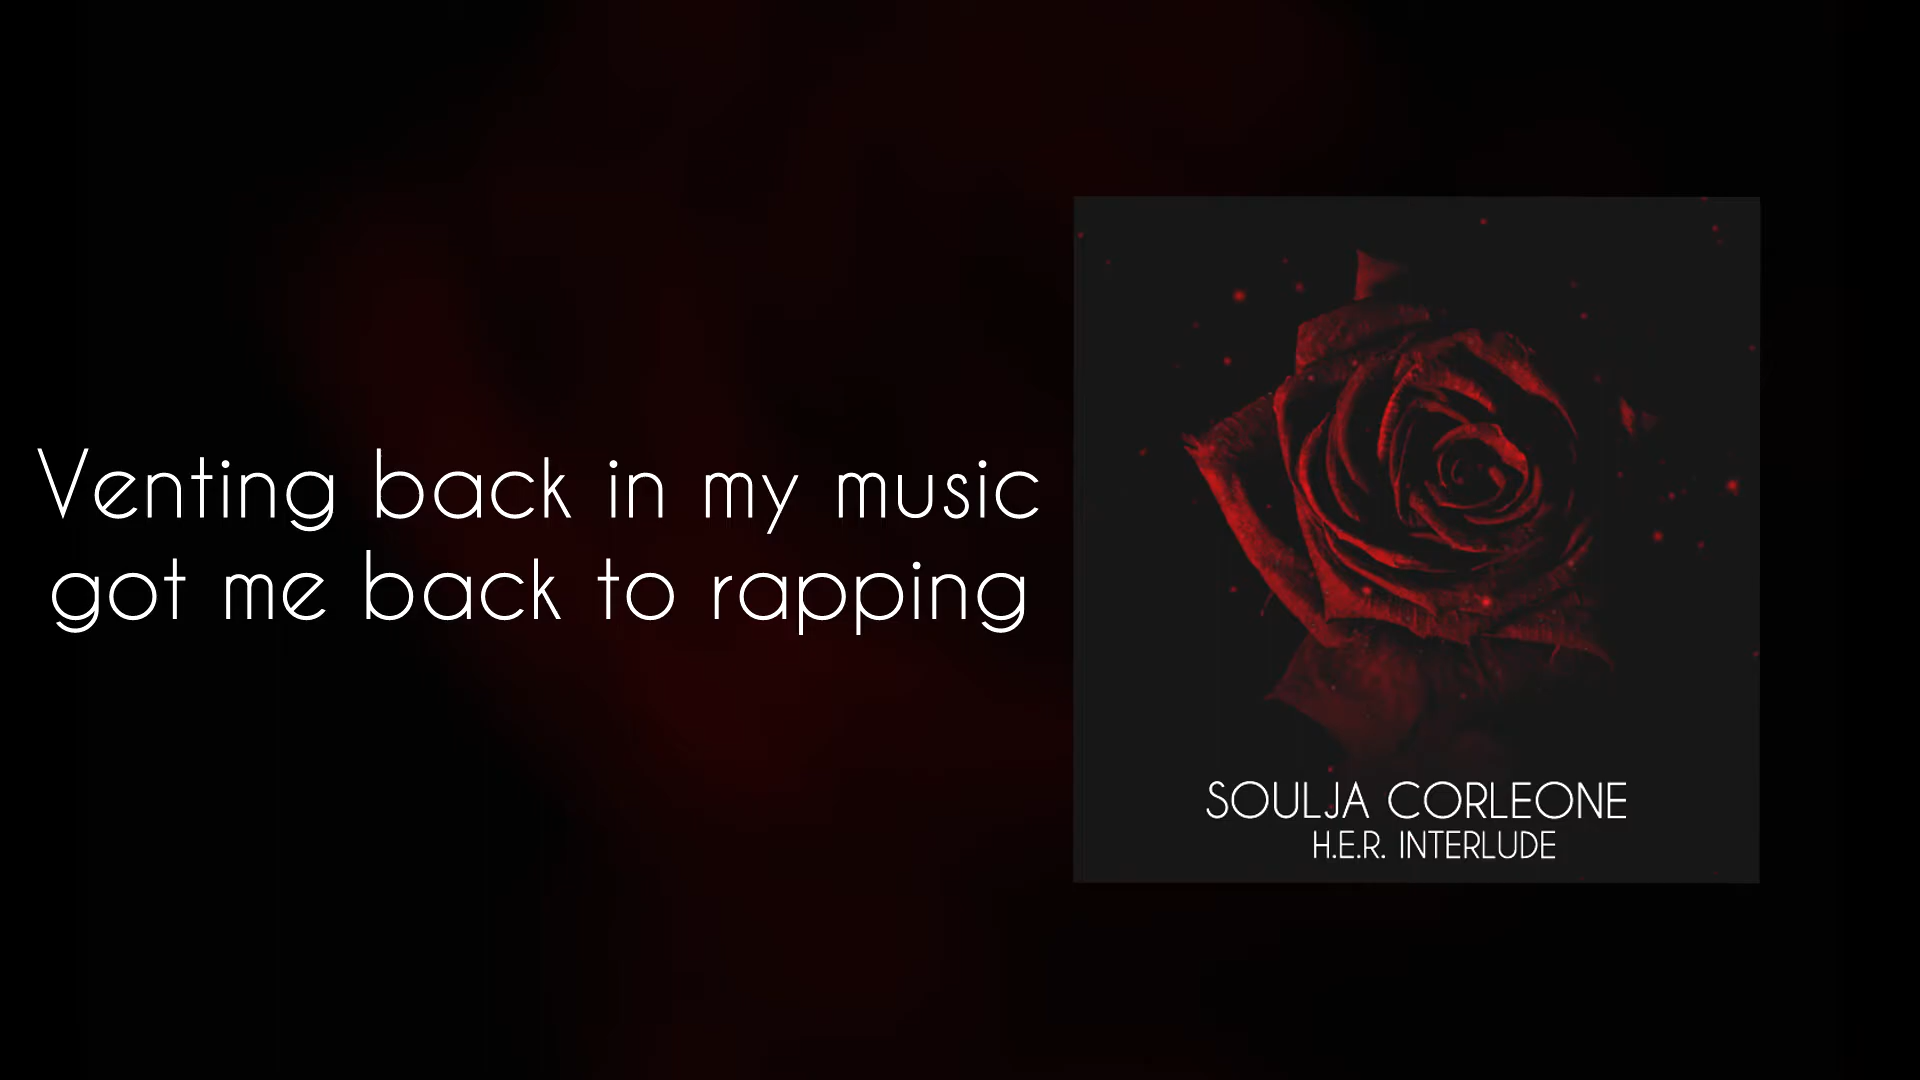 Venting back in my music
got me back to rapping
SOULJA CORLEONE
H.E.R. INTERLUDE